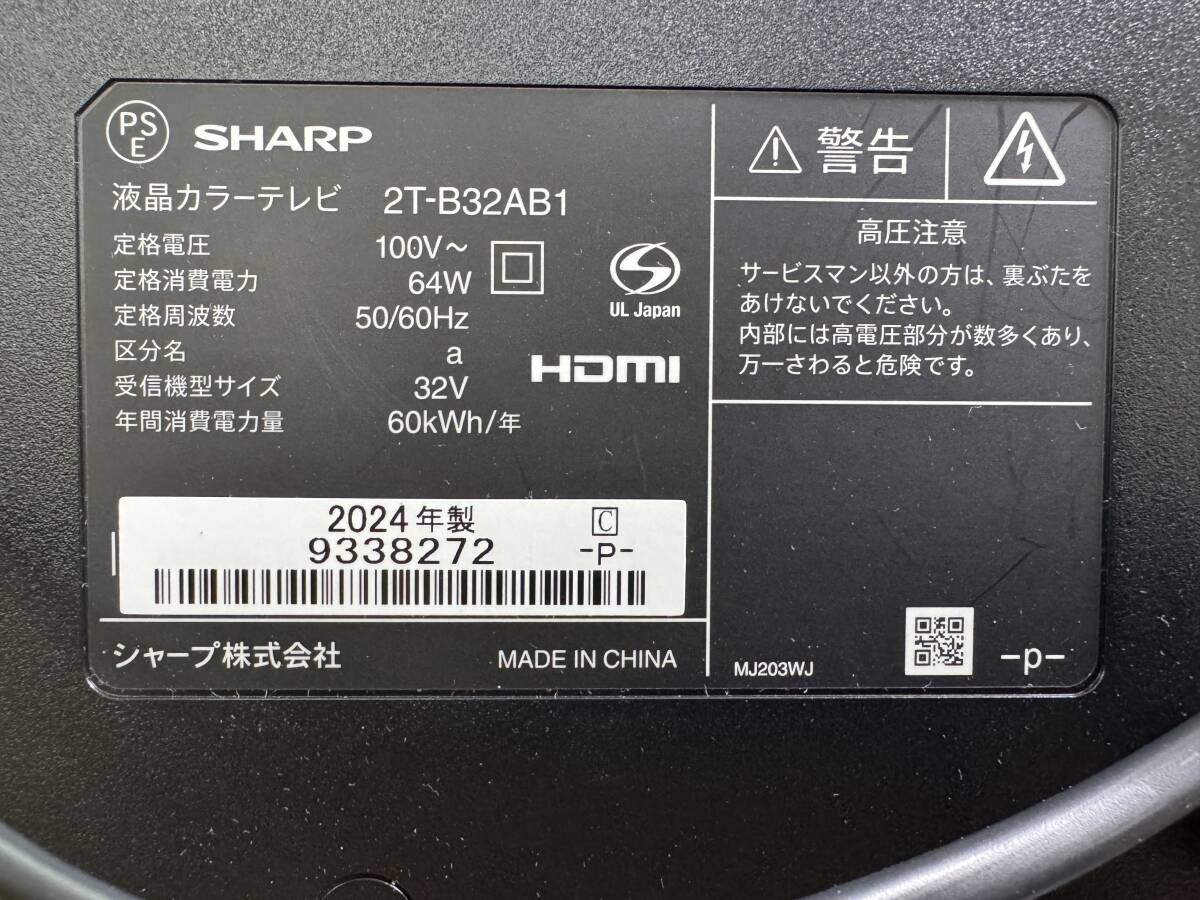 PS
E
SHARP
液晶カラーテレビ 2T-B32AB1
定格電圧 100V～
定格消費電力 64W
定格周波数 50/60Hz
区分名 a
受信機型サイズ 32V
年間消費電力量 60kWh/年
UL Japan
HDMI
2024年製 C
9338272 -P-
シャープ株式会社 MADE IN CHINA
警告
高圧注意
サービスマン以外の方は、裏ぶたを
あけないでください。
内部には高電圧部分が数多くあり、
万一さわると危険です。
MJ203WJ -p-